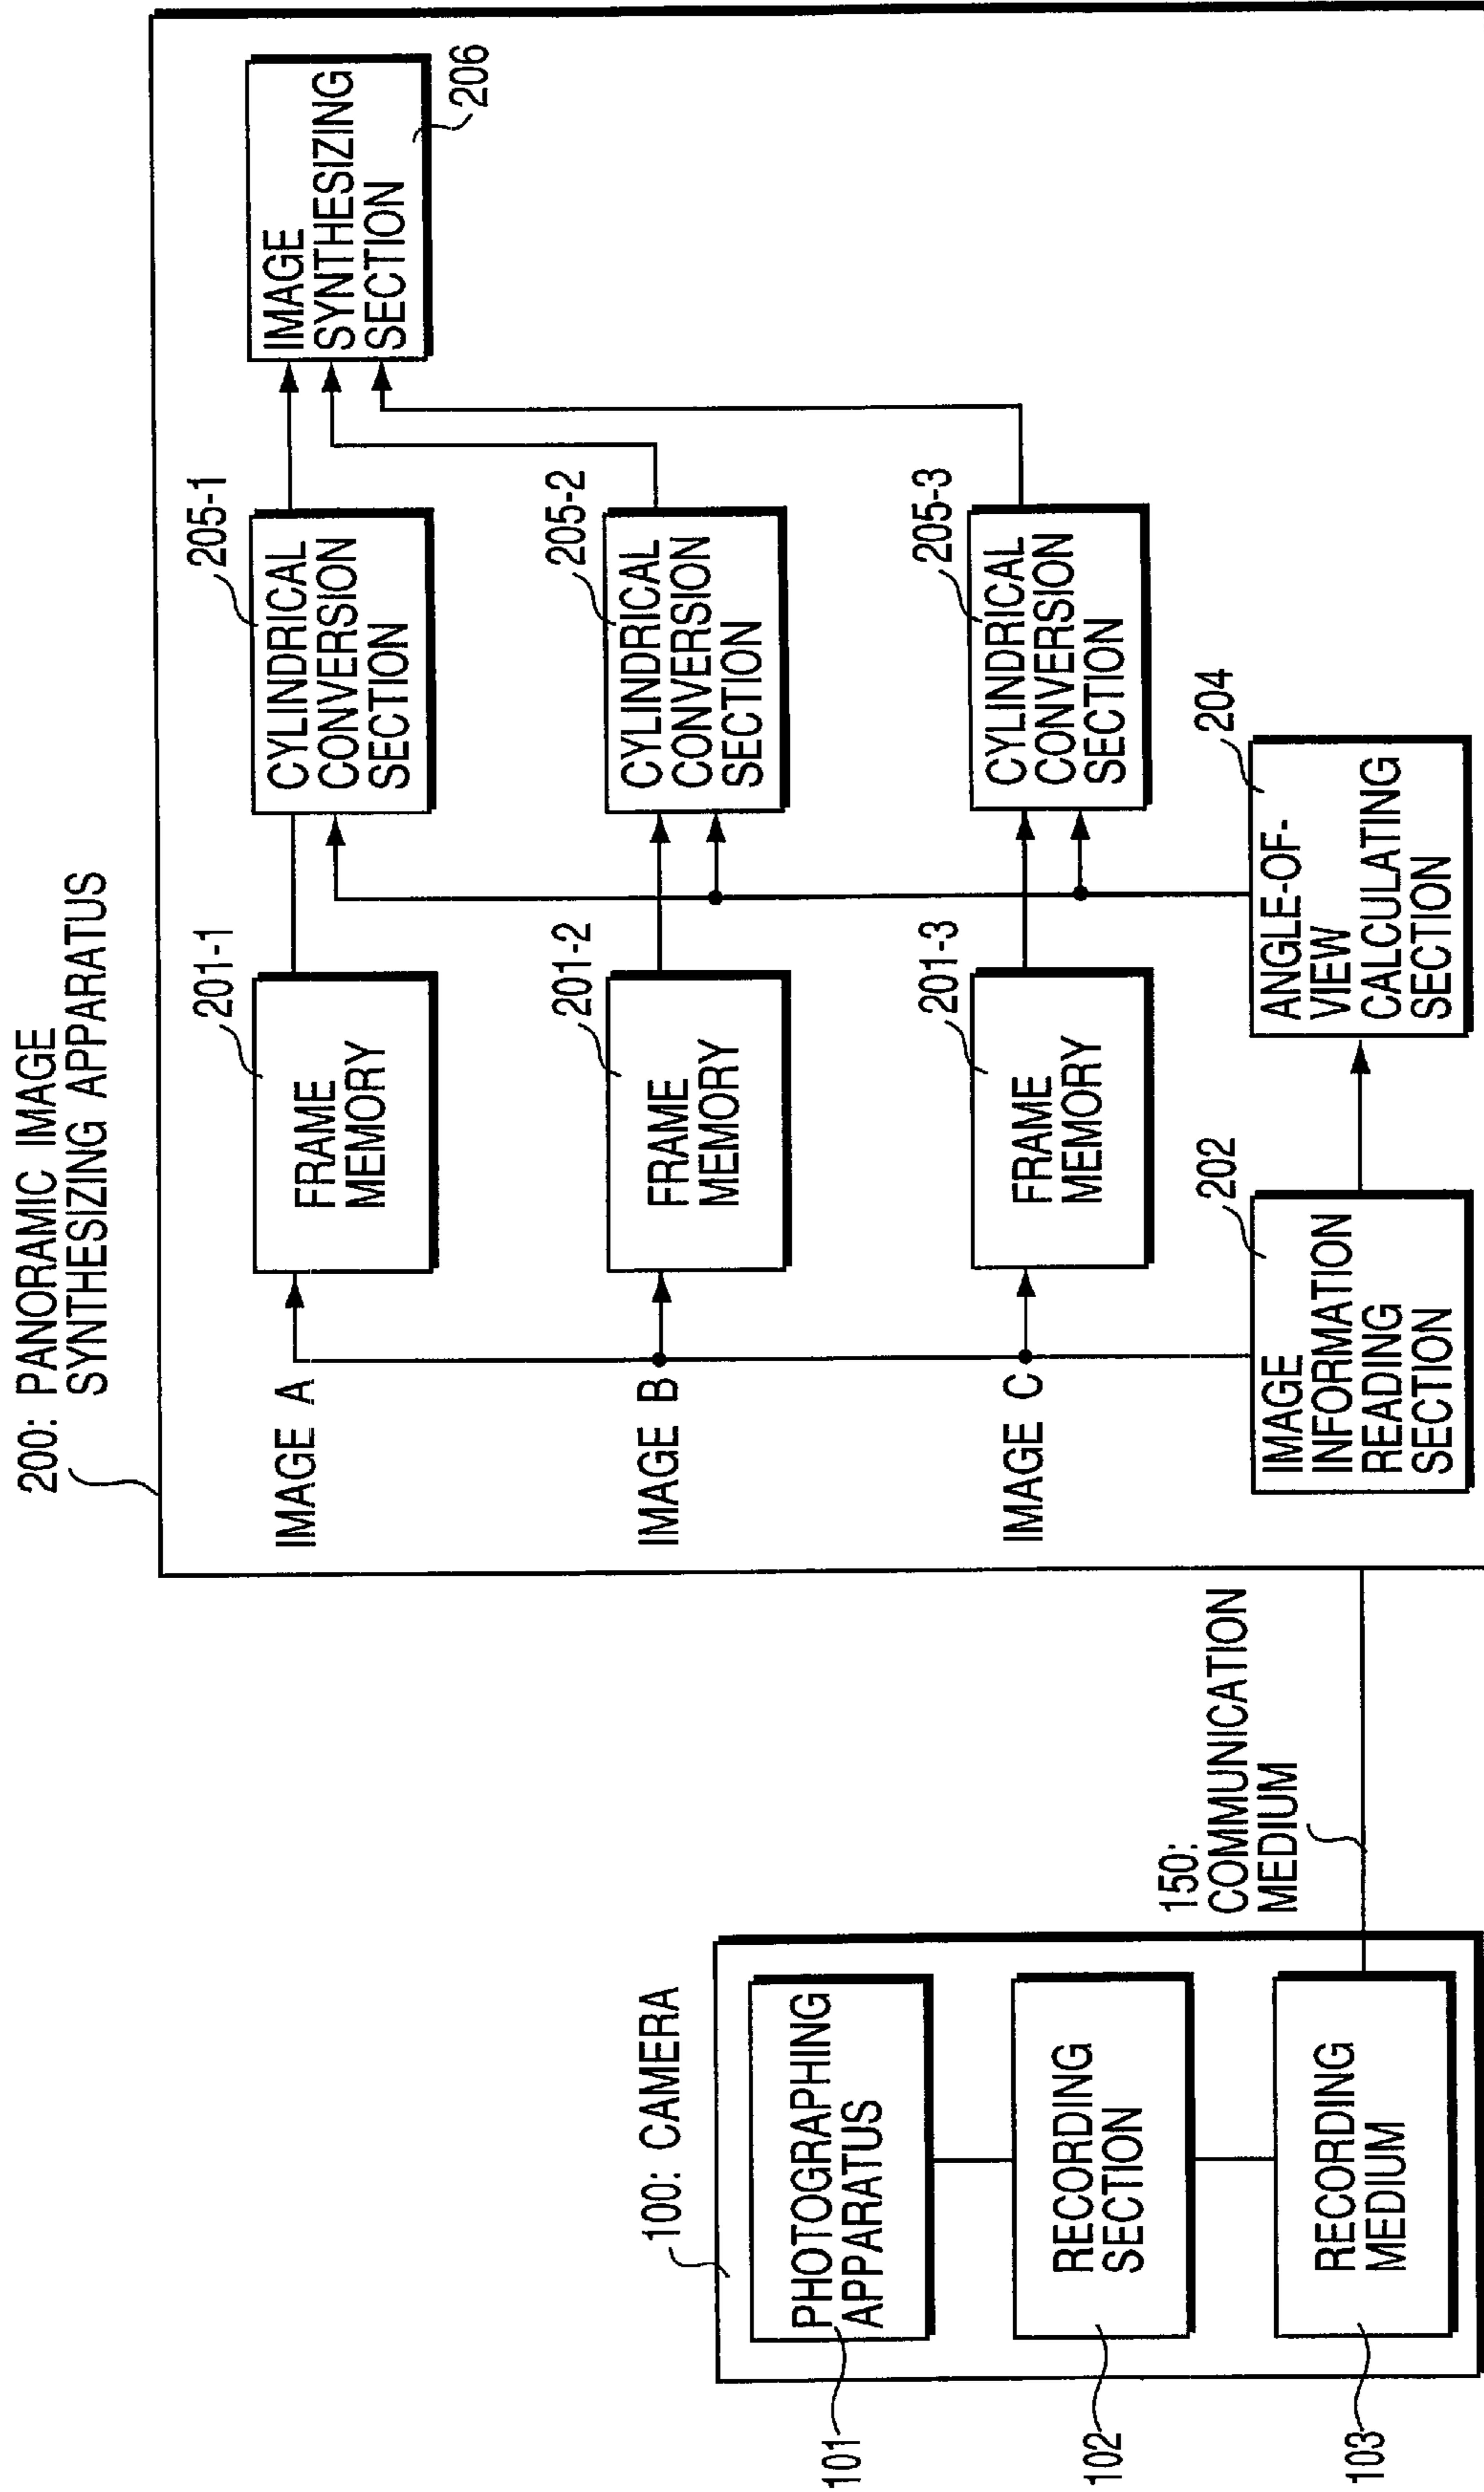 200: PANORAMIC IMAGE
SYNTHESIZING APPARATUS
100: CAMERA
PHOTOGRAPHING
APPARATUS
101
RECORDING
SECTION
102
RECORDING
MEDIUM
103
150:
COMMUNICATION
MEDIUM
IMAGE A
FRAME
MEMORY
201-1
CYLINDRICAL
CONVERSION
SECTION
205-1
IMAGE
SYNTHESIZING
SECTION
206
IMAGE B
FRAME
MEMORY
201-2
CYLINDRICAL
CONVERSION
SECTION
205-2
IMAGE C
FRAME
MEMORY
201-3
CYLINDRICAL
CONVERSION
SECTION
205-3
IMAGE
INFORMATION
READING
SECTION
202
ANGLE-OF-
VIEW
CALCULATING
SECTION
204